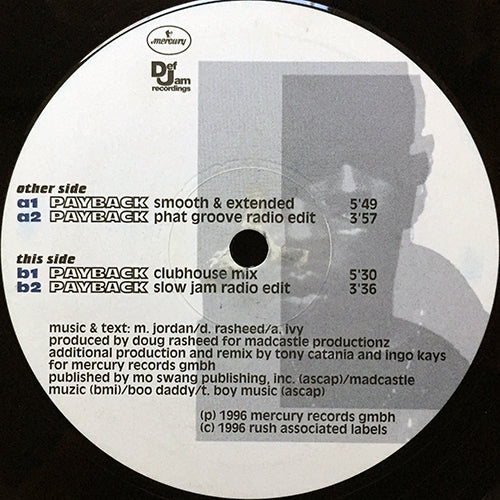 mercury
Def
Jam
recordings
other side
a1 PAYBACK smooth & extended 5'49
a2 PAYBACK phat groove radio edit 3'57
this side
b1 PAYBACK clubhouse mix 5'30
b2 PAYBACK slow jam radio edit 3'36
music & text: m. jordan/d. rasheed/a. ivy
produced by doug rasheed for madcastle productionz
additional production and remix by tony catania and ingo kays
for mercury records gmbh
published by mo swang publishing, inc. (ascap)/madcastle
muzic (bmi)/boo daddy/t. boy music (ascap)
(p) 1996 mercury records gmbh
(c) 1996 rush associated labels